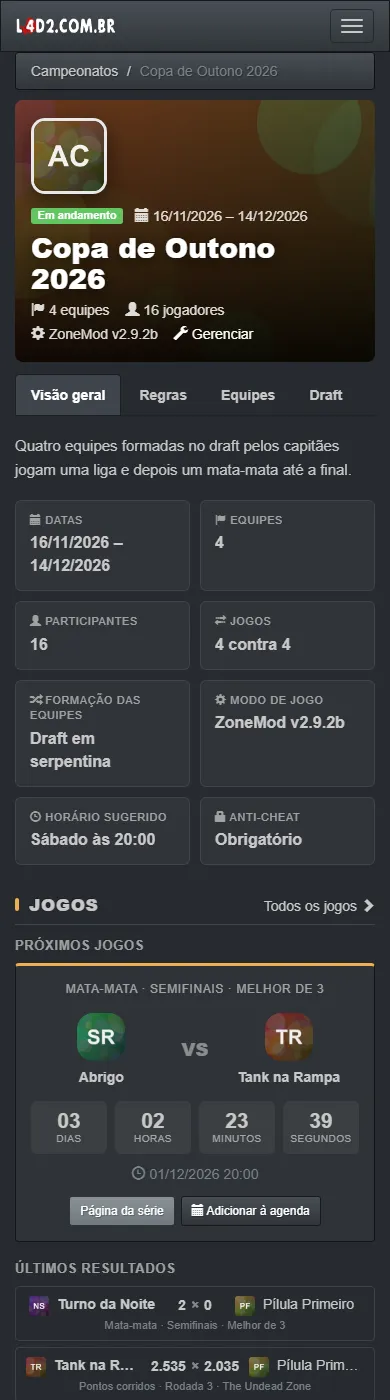 L4D2.COM.BR
Campeonatos / Copa de Outono 2026
AC
Em andamento 16/11/2026 – 14/12/2026
Copa de Outono
2026
4 equipes 16 jogadores
ZoneMod v2.9.2b Gerenciar
Visão geral Regras Equipes Draft
Quatro equipes formadas no draft pelos capitães
jogam uma liga e depois um mata-mata até a final.
DATAS
16/11/2026 –
14/12/2026
EQUIPES
4
PARTICIPANTES
16
JOGOS
4 contra 4
FORMAÇÃO DAS
EQUIPES
Draft em
serpentina
MODO DE JOGO
ZoneMod v2.9.2b
HORÁRIO SUGERIDO
Sábado às 20:00
ANTI-CHEAT
Obrigatório
JOGOS Todos os jogos
PRÓXIMOS JOGOS
MATA-MATA · SEMIFINAIS · MELHOR DE 3
SR VS TR
Abrigo Tank na Rampa
03 02 23 39
DIAS HORAS MINUTOS SEGUNDOS
01/12/2026 20:00
Página da série Adicionar à agenda
ÚLTIMOS RESULTADOS
NS Turno da Noite 2 × 0 PF Pílula Primeiro
Mata-mata · Semifinais · Melhor de 3
TR Tank na R... 2.535 × 2.035 PF Pílula Prim...
Pontos corridos · Rodada 3 · The Undead Zone